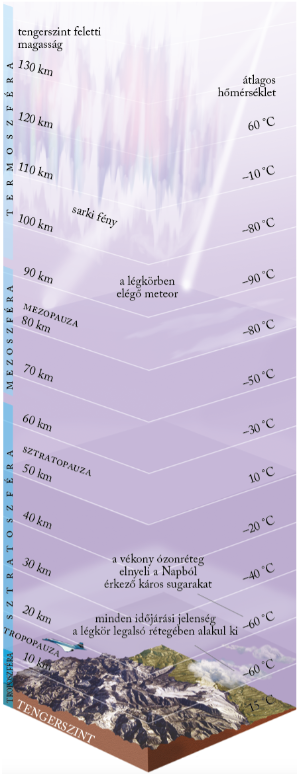 tengerszint feletti
magasság
130 km
átlagos
hőmérséklet
120 km
60 °C
110 km
–10 °C
sarki fény
100 km
–80 °C
TERMOSZFÉRA
90 km
a légkörben
elégő meteor
–90 °C
MEZOPAUZA
80 km
–80 °C
MEZOSZFÉRA
70 km
–50 °C
60 km
–30 °C
SZTRATOPAUZA
50 km
10 °C
40 km
–20 °C
a vékony ózonréteg
elnyeli a Napból
érkező káros sugarakat
30 km
–40 °C
SZTRATOSZFÉRA
20 km
minden időjárási jelenség
a légkör legalsó rétegében alakul ki
–60 °C
TROPOPAUZA
10 km
–60 °C
TROPOSZFÉRA
15 °C
TENGERSZINT